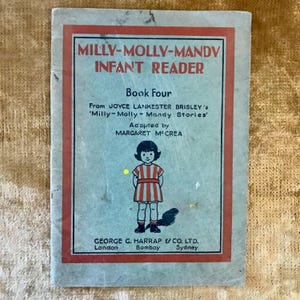 MILLY-MOLLY-MANDY
INFANT READER
Book Four
From JOYCE LANKESTER BRISLEY's
'Milly-Molly-Mandy Stories'
Adapted by
MARGARET McCREA
GEORGE G. HARRAP & CO. LTD.
London Bombay Sydney